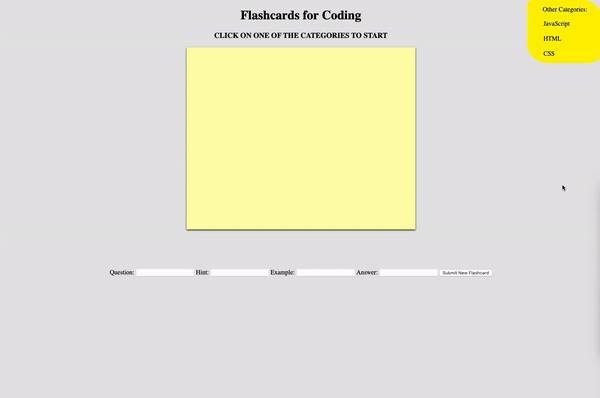 Flashcards for Coding
CLICK ON ONE OF THE CATEGORIES TO START
Other Categories:
JavaScript
HTML
CSS
Question: Hint: Example: Answer: Submit New Flashcard